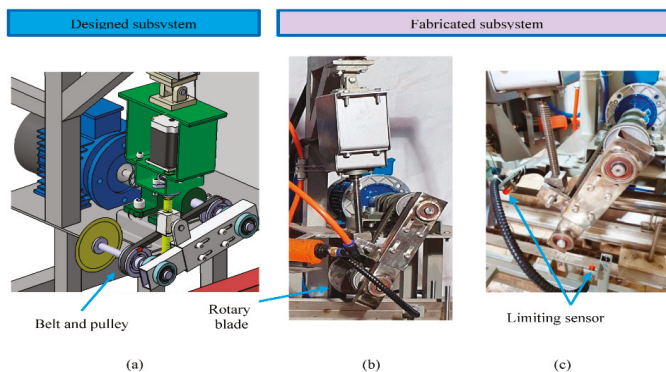 Designed subsystem
Fabricated subsystem
Belt and pulley
Rotary
blade
Limiting sensor
(a)
(b)
(c)